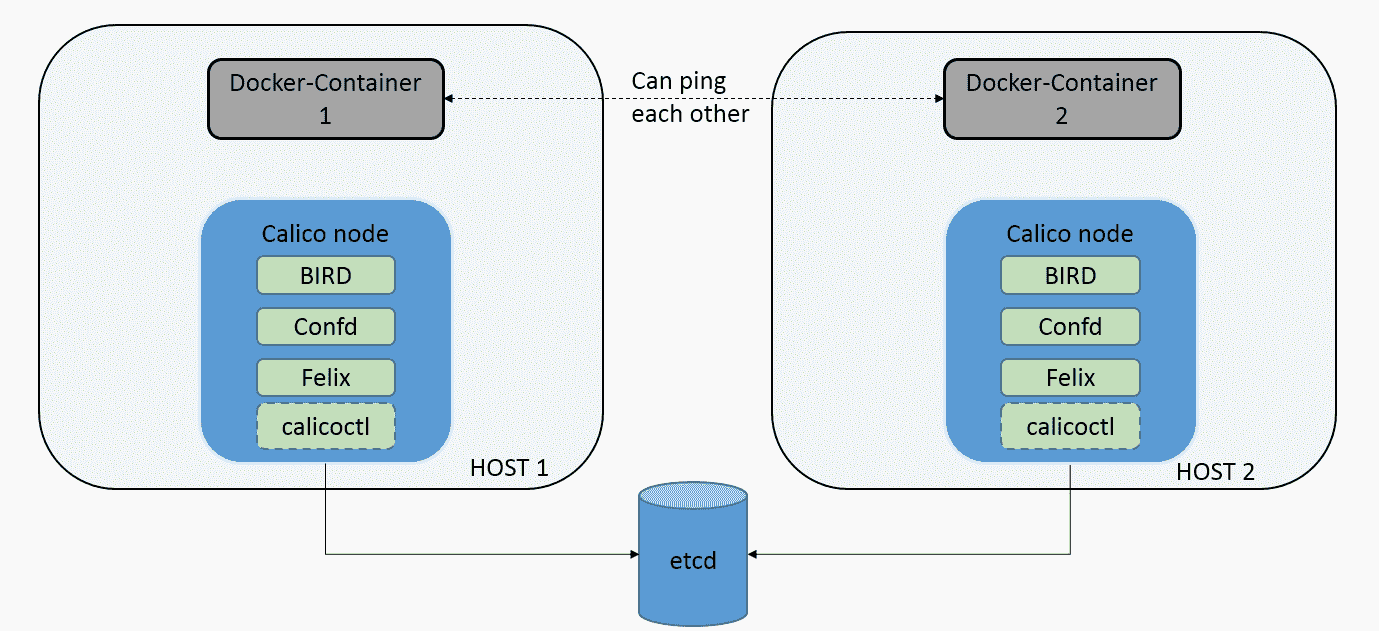 Docker-Container
1
Can ping
each other
Docker-Container
2
Calico node
BIRD
Confd
Felix
calicoctl
HOST 1
Calico node
BIRD
Confd
Felix
calicoctl
HOST 2
etcd